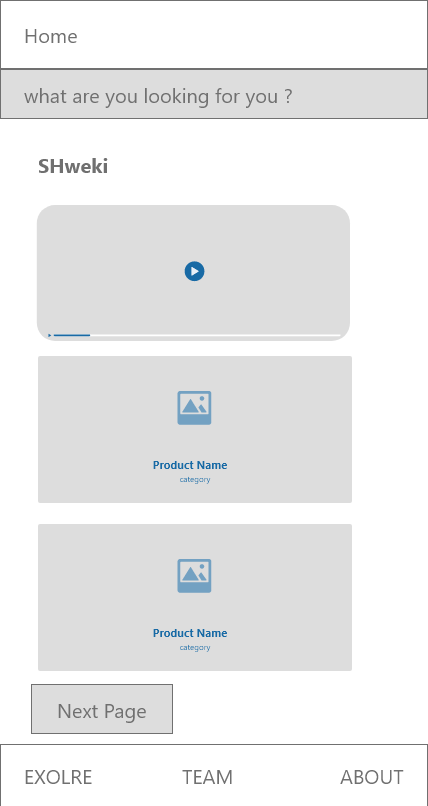 Home
what are you looking for you ?
SHweki
Product Name
category
Product Name
category
Next Page
EXOLRE TEAM ABOUT